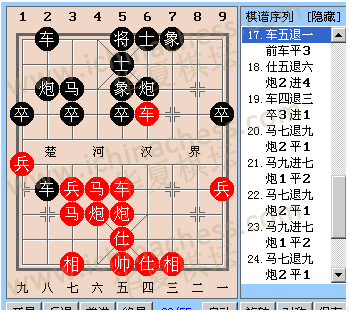 1 2 3 4 5 6 7 8 9
车 将 士 象
士
炮 马 象 炮
卒 卒 卒 车 卒
楚 河 汉 界
兵
车 兵 马 车 兵
马 炮 炮
仕
相 帅 仕 相
九 八 七 六 五 四 三 二 一
棋谱序列 [隐藏]
17. 车五退一
前车平3
18. 仕五退六
炮2进4
19. 车四退三
卒3进1
20. 马七退九
炮2平1
21. 马九进七
炮1平2
22. 马七退九
炮2平1
23. 马九进七
炮1平2
24. 马七退九
炮2平1